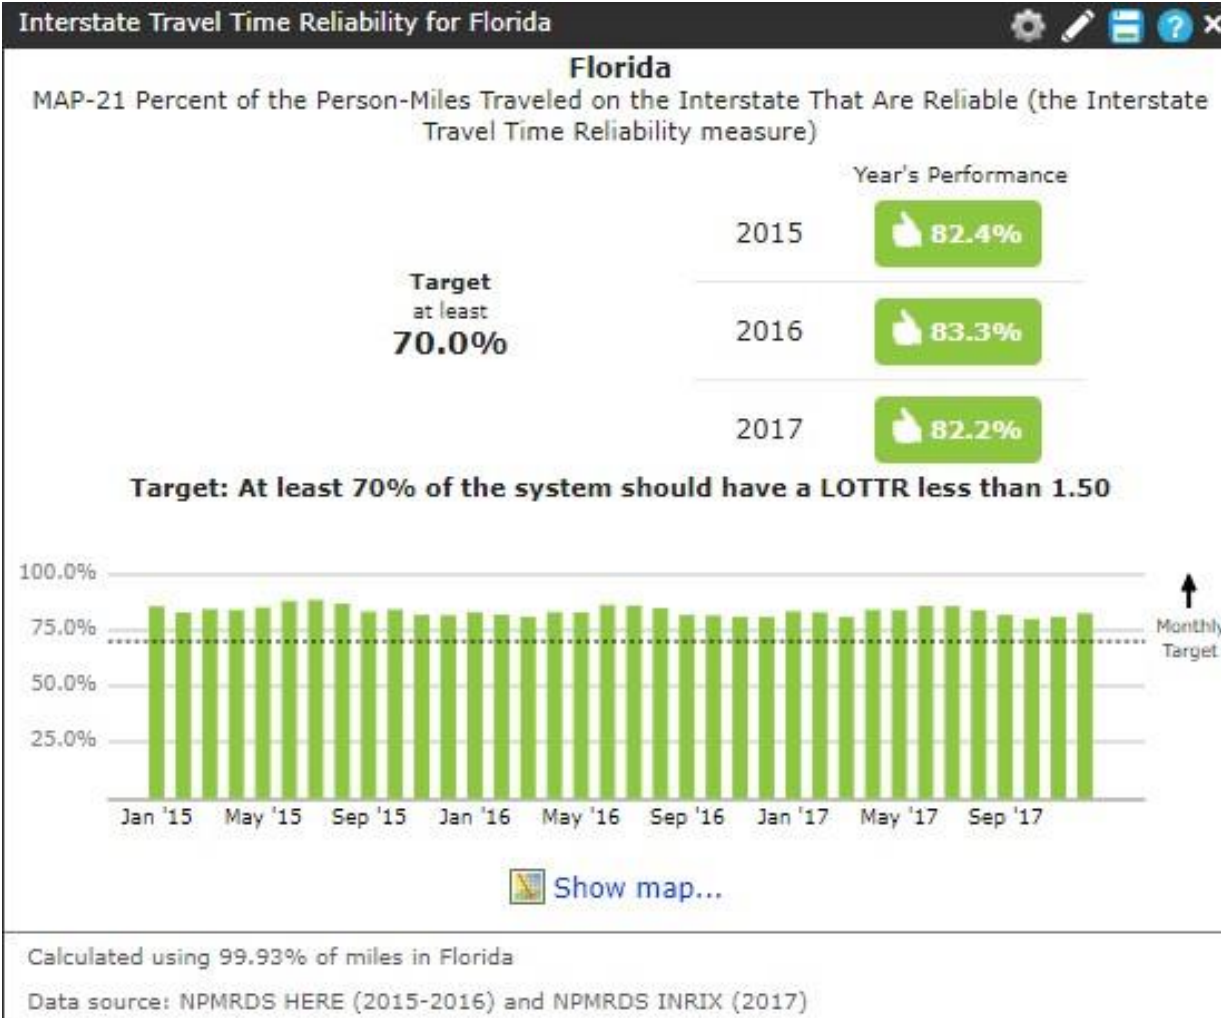 Interstate Travel Time Reliability for Florida
Florida
MAP-21 Percent of the Person-Miles Traveled on the Interstate That Are Reliable (the Interstate
Travel Time Reliability measure)
Year's Performance
2015 82.4%
Target
at least
70.0%
2016 83.3%
2017 82.2%
Target: At least 70% of the system should have a LOTTR less than 1.50
100.0%
75.0%
50.0%
25.0%
Monthly
Target
Jan '15 May '15 Sep '15 Jan '16 May '16 Sep '16 Jan '17 May '17 Sep '17
Show map...
Calculated using 99.93% of miles in Florida
Data source: NPMRDS HERE (2015-2016) and NPMRDS INRIX (2017)